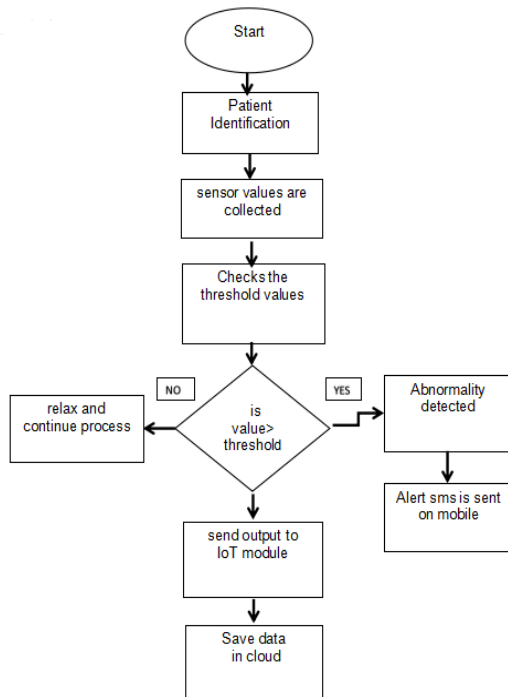 Start
Patient
Identification
sensor values are
collected
Checks the
threshold values
NO
YES
is
value>
threshold
relax and
continue process
Abnormality
detected
Alert sms is sent
on mobile
send output to
IoT module
Save data
in cloud